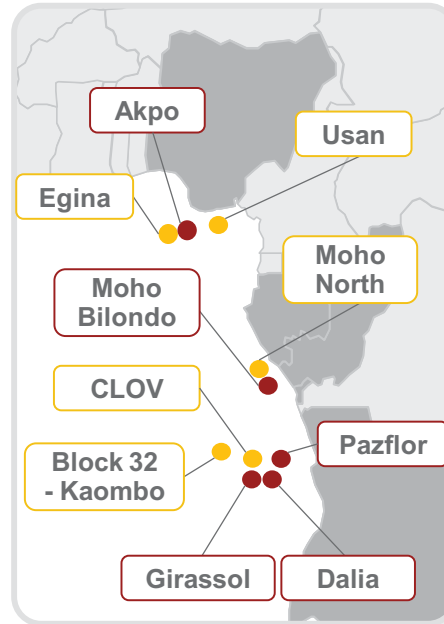 Akpo
Usan
Egina
Moho
North
Moho
Bilondo
CLOV
Pazflor
Block 32
- Kaombo
Girassol
Dalia